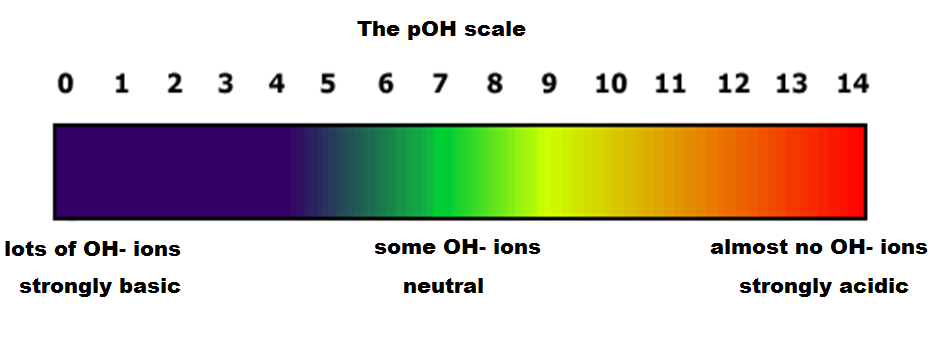 The pOH scale
0 1 2 3 4 5 6 7 8 9 10 11 12 13 14
lots of OH- ions some OH- ions almost no OH- ions
strongly basic neutral strongly acidic